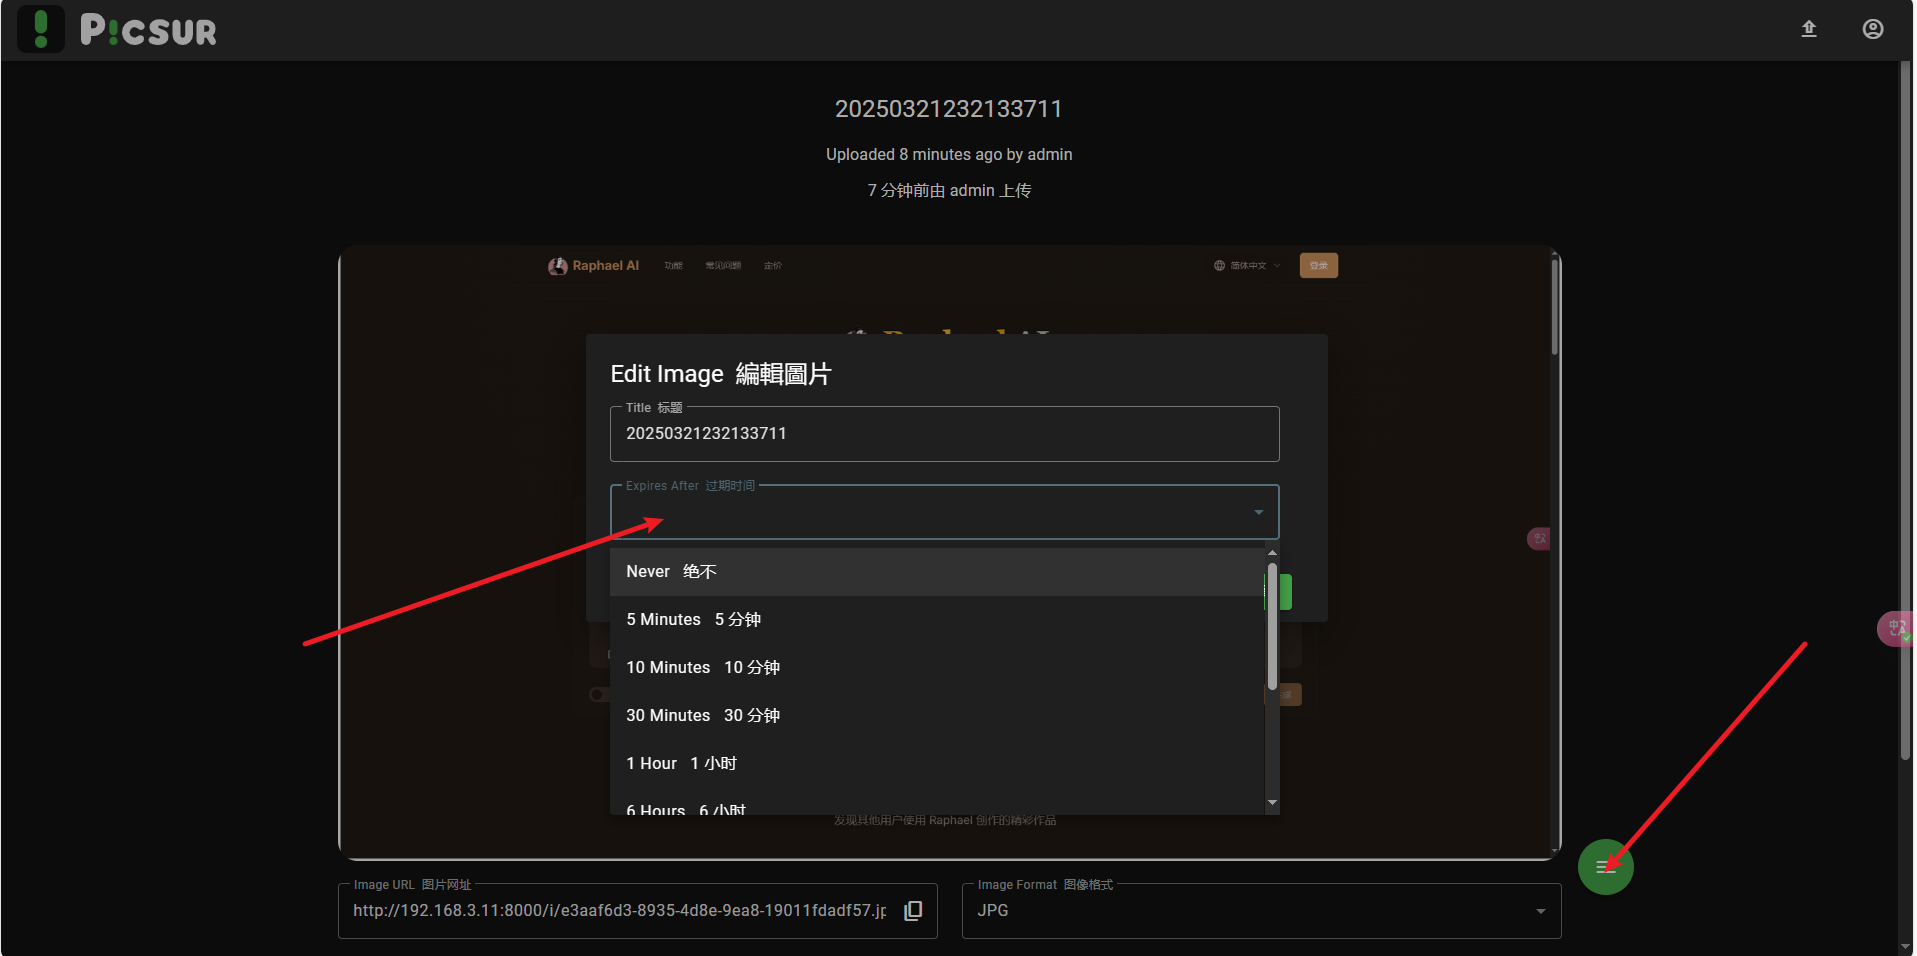 P!CSUR
20250321232133711
Uploaded 8 minutes ago by admin
7 分钟前由 admin 上传
Raphael AI 功能 常见问题 定价 简体中文 登录
Edit Image 編輯圖片
Title 标题
20250321232133711
Expires After 过期时间
Never 绝不
5 Minutes 5 分钟
10 Minutes 10 分钟
30 Minutes 30 分钟
1 Hour 1 小时
6 Hours 6 小时
发现其他用户使用 Raphael 创作的精彩作品
Image URL 图片网址
http://192.168.3.11:8000/i/e3aaf6d3-8935-4d8e-9ea8-19011fdadf57.jp
Image Format 图像格式
JPG